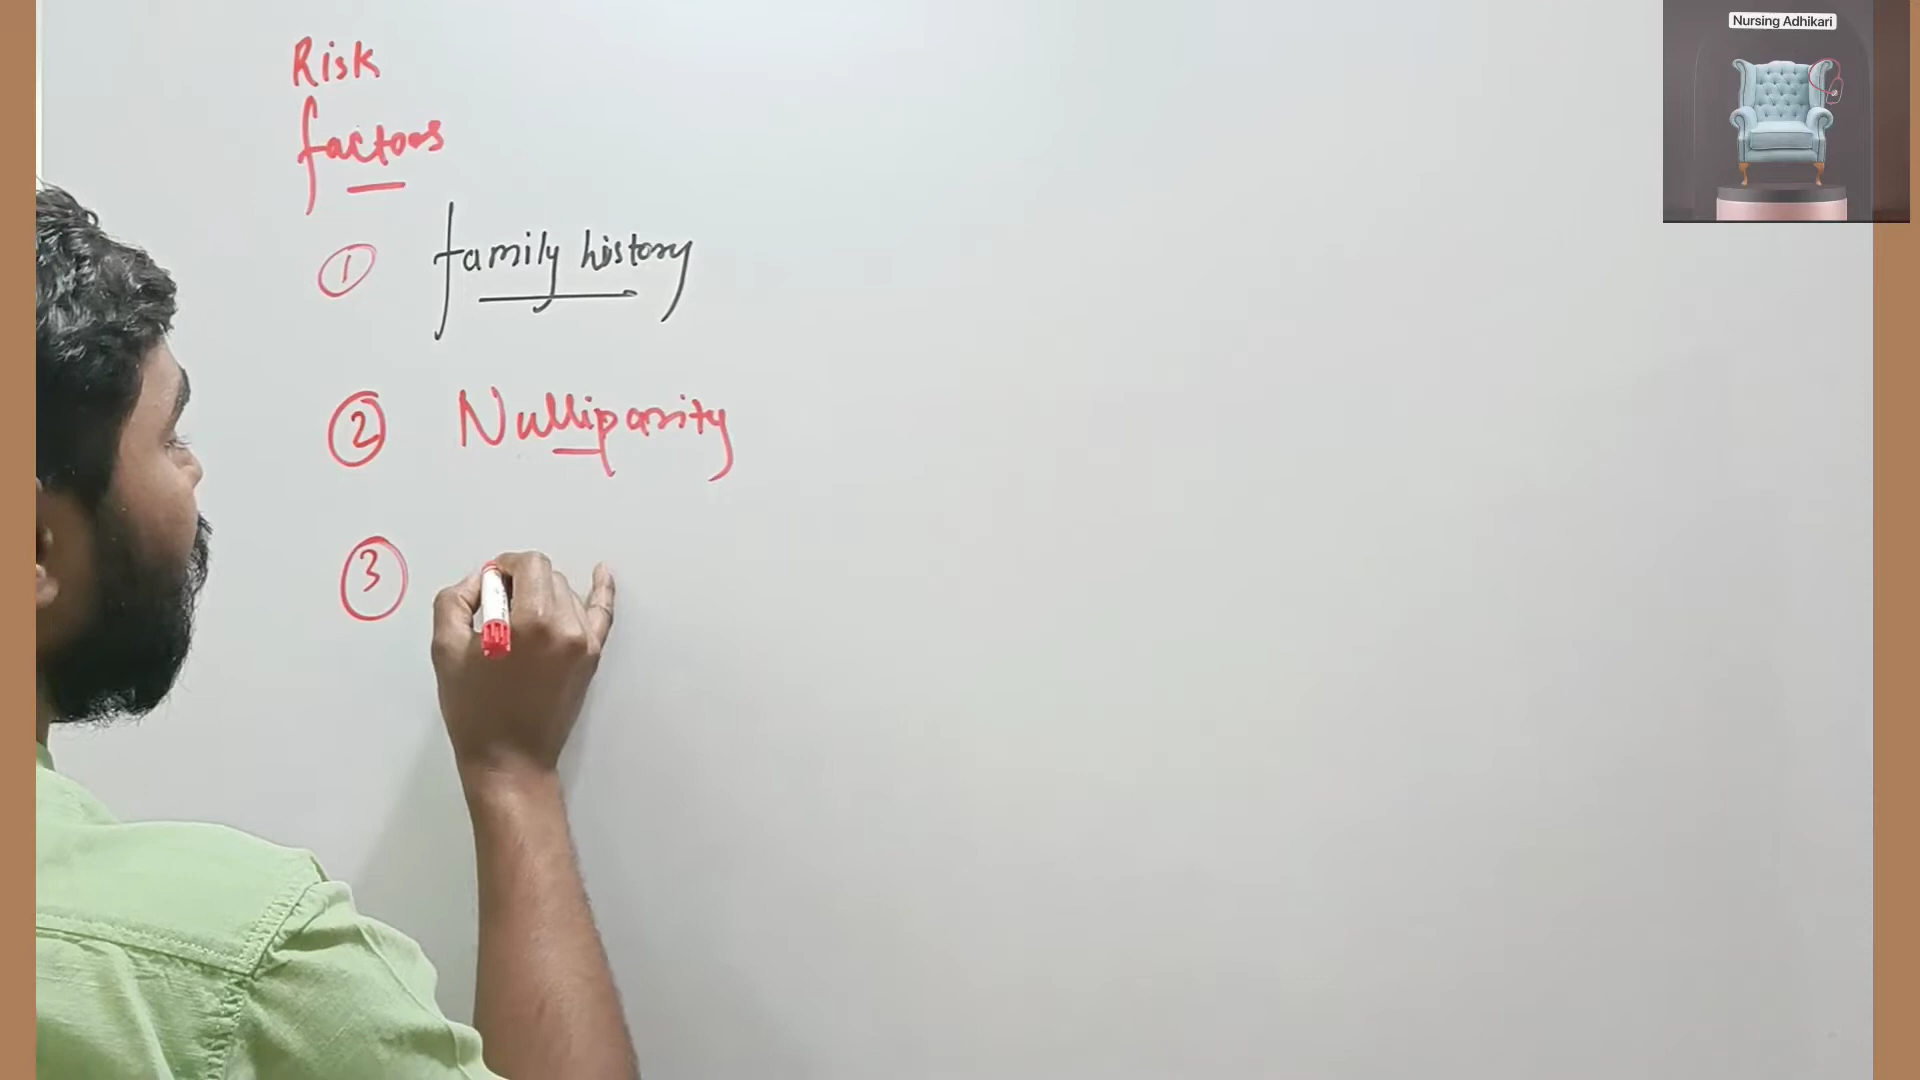 Nursing Adhikari
Risk
factors
① family history
② Nulliparity
③